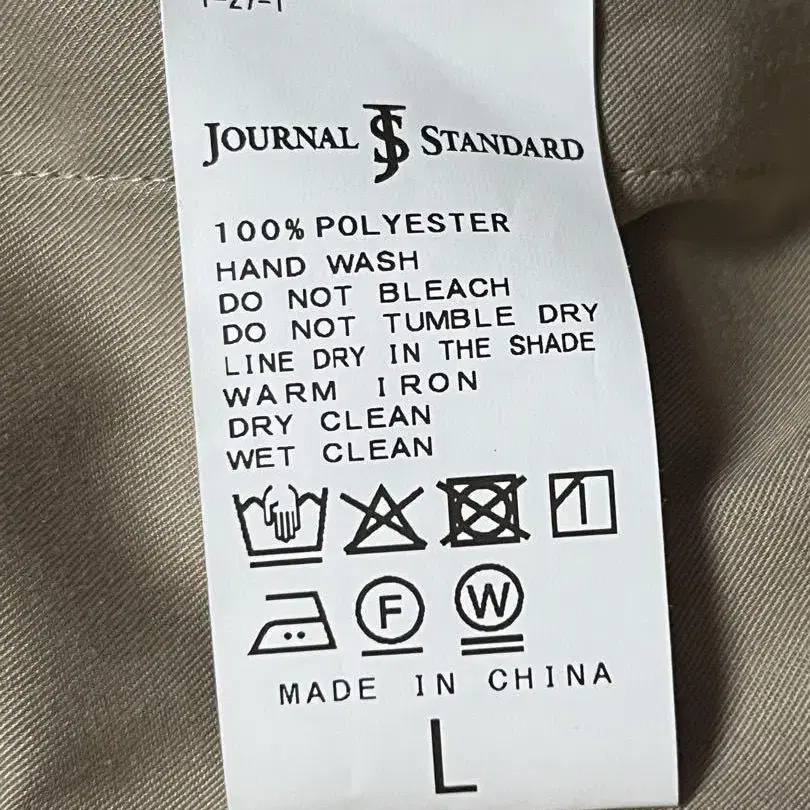 JOURNAL JS STANDARD
100% POLYESTER
HAND WASH
DO NOT BLEACH
DO NOT TUMBLE DRY
LINE DRY IN THE SHADE
WARM IRON
DRY CLEAN
WET CLEAN
F W
MADE IN CHINA
L